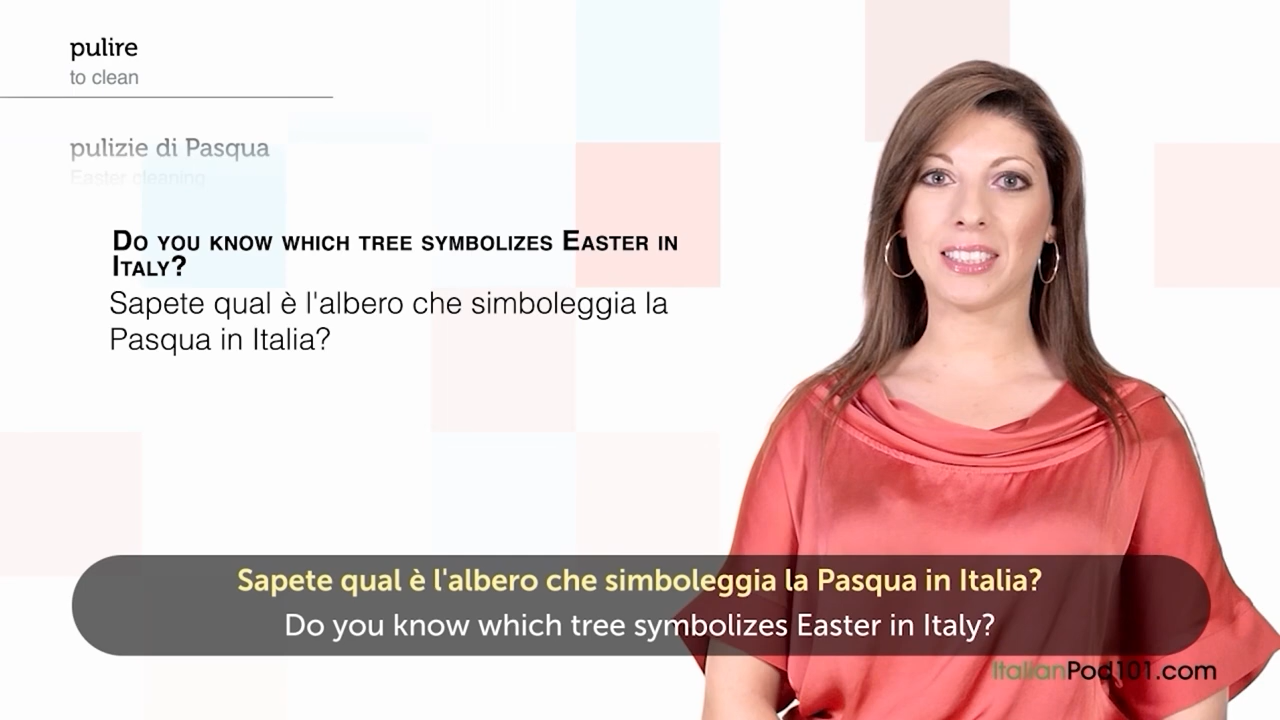 pulire
to clean
pulizie di Pasqua
Easter cleaning
Do you know which tree symbolizes Easter in
Italy?
Sapete qual è l'albero che simboleggia la
Pasqua in Italia?
Sapete qual è l'albero che simboleggia la Pasqua in Italia?
Do you know which tree symbolizes Easter in Italy?
ItalianPod101.com